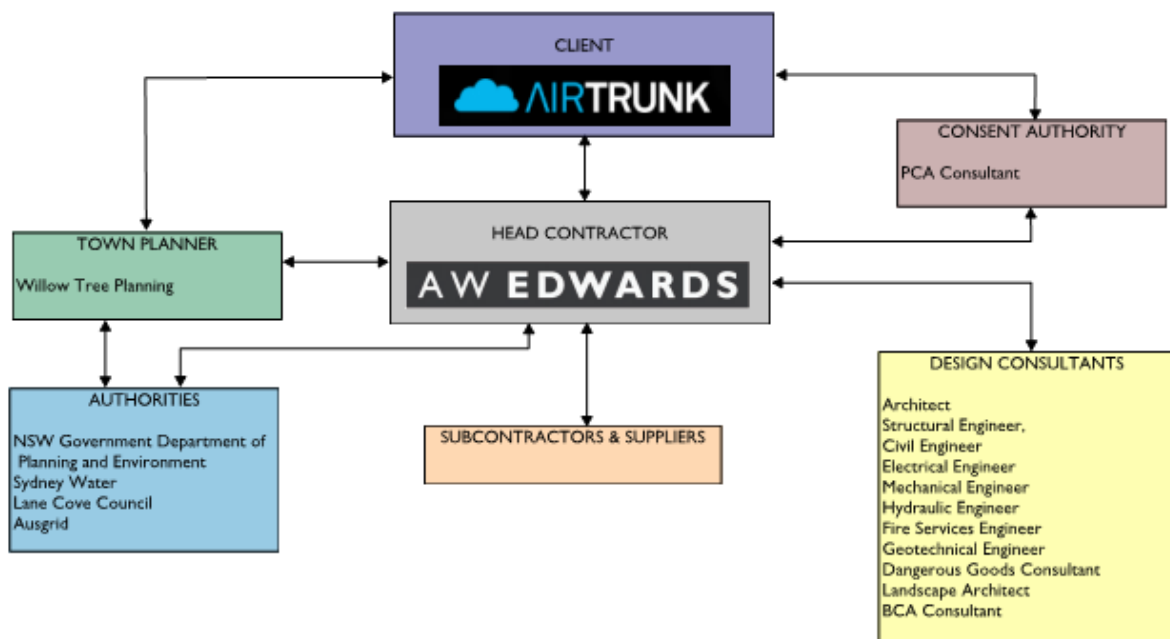 CLIENT
AIRTRUNK
CONSENT AUTHORITY
PCA Consultant
HEAD CONTRACTOR
AW EDWARDS
TOWN PLANNER
Willow Tree Planning
AUTHORITIES
NSW Government Department of
Planning and Environment
Sydney Water
Lane Cove Council
Ausgrid
SUBCONTRACTORS & SUPPLIERS
DESIGN CONSULTANTS
Architect
Structural Engineer,
Civil Engineer
Electrical Engineer
Mechanical Engineer
Hydraulic Engineer
Fire Services Engineer
Geotechnical Engineer
Dangerous Goods Consultant
Landscape Architect
BCA Consultant